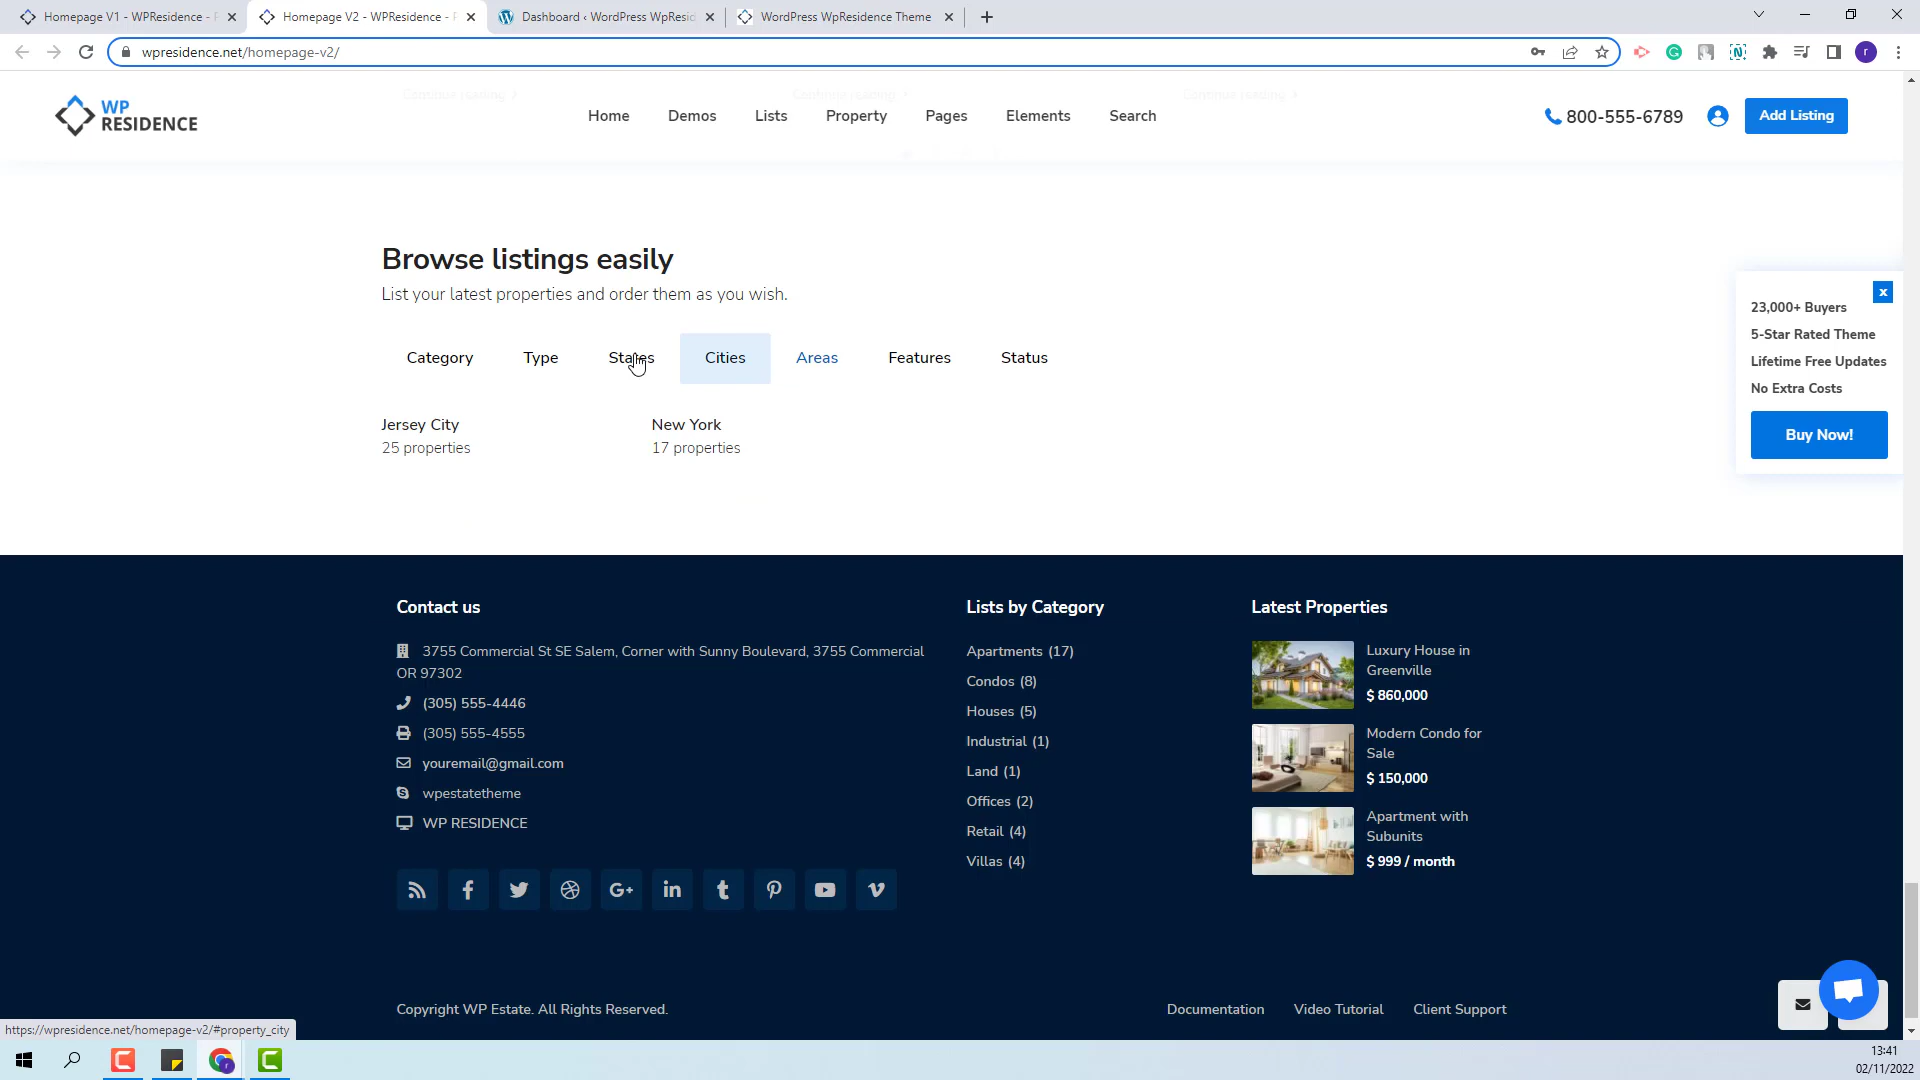 Homepage V1 - WPResidence -
Homepage V2 - WPResidence -
Dashboard ‹ WordPress WpResid
WordPress WpResidence Theme
wpresidence.net/homepage-v2/
r
Continue reading
Continue reading
Continue reading
WP
RESIDENCE
Home
Demos
Lists
Property
Pages
Elements
Search
800-555-6789
Add Listing
Browse listings easily
List your latest properties and order them as you wish.
Category
Type
States
Cities
Areas
Features
Status
Jersey City
25 properties
New York
17 properties
x
23,000+ Buyers
5-Star Rated Theme
Lifetime Free Updates
No Extra Costs
Buy Now!
Contact us
3755 Commercial St SE Salem, Corner with Sunny Boulevard, 3755 Commercial
OR 97302
(305) 555-4446
(305) 555-4555
youremail@gmail.com
wpestatetheme
WP RESIDENCE
Lists by Category
Apartments (17)
Condos (8)
Houses (5)
Industrial (1)
Land (1)
Offices (2)
Retail (4)
Villas (4)
Latest Properties
Luxury House in
Greenville
$ 860,000
Modern Condo for
Sale
$ 150,000
Apartment with
Subunits
$ 999 / month
Copyright WP Estate. All Rights Reserved.
Documentation
Video Tutorial
Client Support
https://wpresidence.net/homepage-v2/#property_city
13:41
02/11/2022